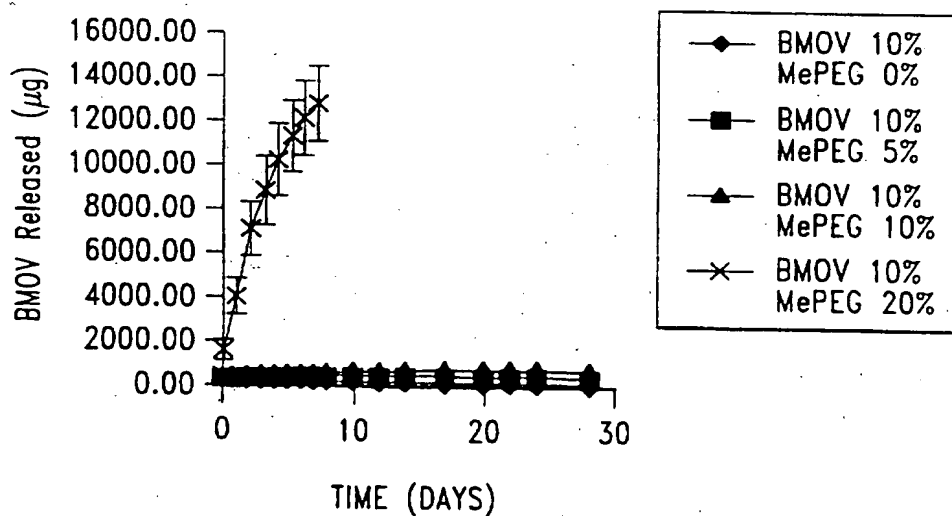 16000.00
14000.00
12000.00
10000.00
8000.00
6000.00
4000.00
2000.00
0.00
BMOV Released (µg)
0 10 20 30
TIME (DAYS)
BMOV 10%
MePEG 0%
BMOV 10%
MePEG 5%
BMOV 10%
MePEG 10%
BMOV 10%
MePEG 20%